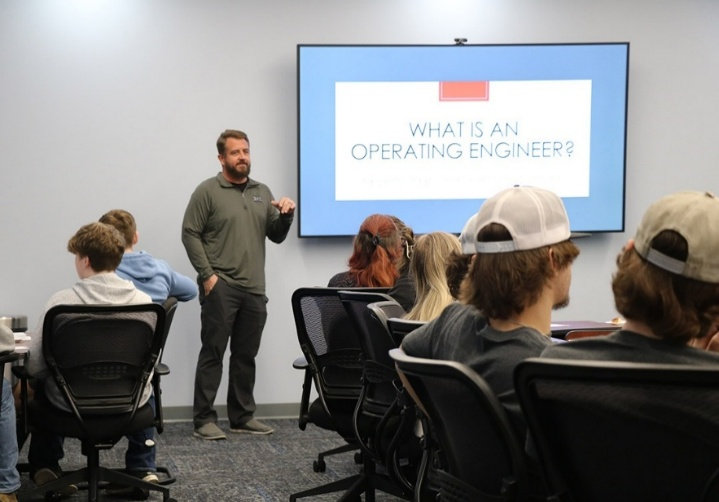 WHAT IS AN
OPERATING ENGINEER?